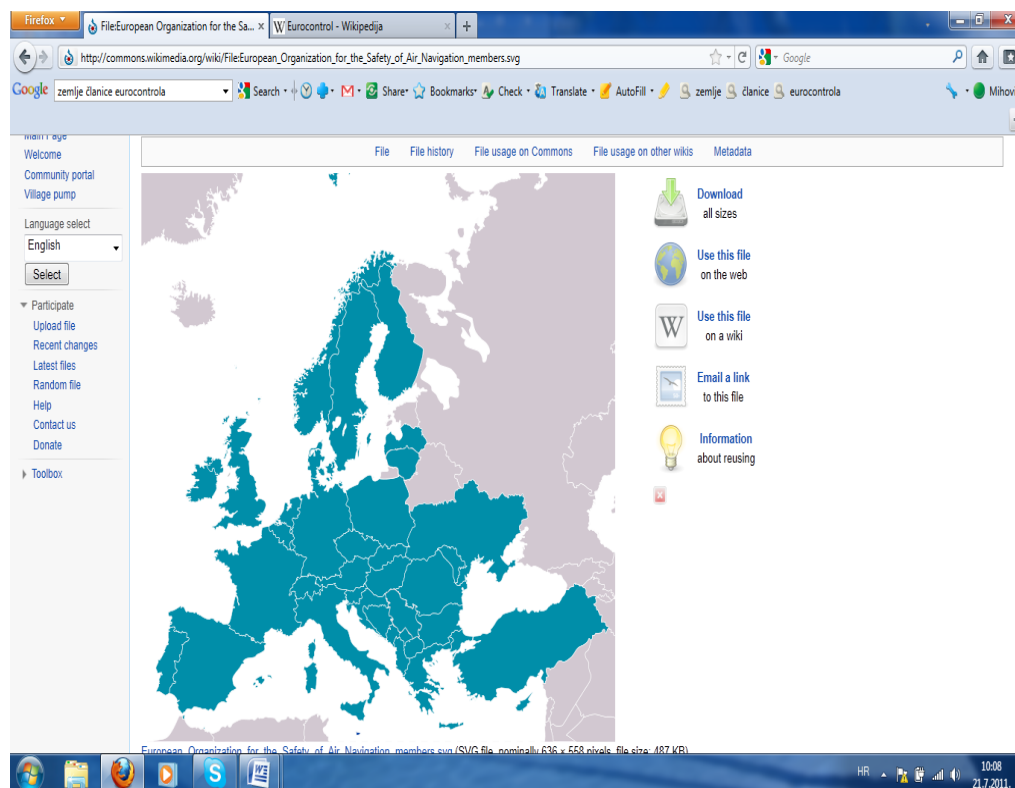 Firefox
File:European Organization for the Sa... ×
W Eurocontrol - Wikipedija ×
+
http://commons.wikimedia.org/wiki/File:European_Organization_for_the_Safety_of_Air_Navigation_members.svg
Google
Google zemlje članice eurocontrola
Search
Share
Bookmarks
Check
Translate
AutoFill
zemlje
članice
eurocontrola
Mihovi
Main Page
Welcome
Community portal
Village pump
Language select
English
Select
Participate
Upload file
Recent changes
Latest files
Random file
Help
Contact us
Donate
Toolbox
File File history File usage on Commons File usage on other wikis Metadata
Download
all sizes
Use this file
on the web
W
Use this file
on a wiki
Email a link
to this file
Information
about reusing
European_Organization_for_the_Safety_of_Air_Navigation_members.svg (SVG file, nominally 636 × 558 pixels, file size: 487 KB)
HR
10:08
21.7.2011.